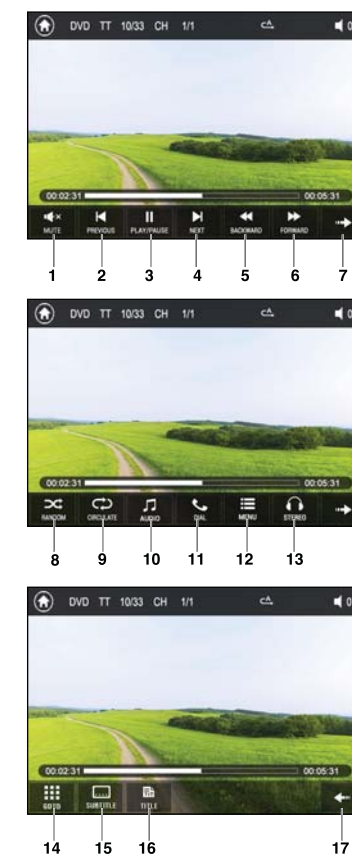 DVD TT 10/33 CH 1/1 0
00:02:31 00:05:31
MUTE PREVIOUS PLAY/PAUSE NEXT BACKWARD FORWARD
1 2 3 4 5 6 7
DVD TT 10/33 CH 1/1 0
00:02:31 00:05:31
RANDOM CIRCULATE AUDIO DIAL MENU STEREO
8 9 10 11 12 13
DVD TT 10/33 CH 1/1 0
00:02:31 00:05:31
GOTO SUBTITLE TITLE
14 15 16 17